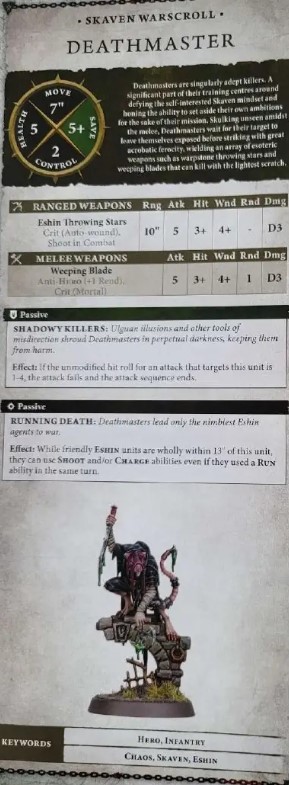 • SKAVEN WARSCROLL •
DEATHMASTER
MOVE
7"
HEALTH
5
5+
SAVE
2
CONTROL
Deathmasters are singularly adept killers. A
significant part of their training centres around
defying the self-interested Skaven mindset and
honing the ability to set aside their own ambitions
for the sake of their mission. Skulking unseen amidst
the melee, Deathmasters wait for their target to
leave themselves exposed before striking with great
acrobatic ferocity, wielding an array of esoteric
weapons such as warpstone throwing stars and
weeping blades that can kill with the lightest scratch.
RANGED WEAPONS Rng Atk Hit Wnd Rnd Dmg
Eshin Throwing Stars
Crit (Auto-wound),
Shoot in Combat
10" 5 3+ 4+ - D3
MELEE WEAPONS Atk Hit Wnd Rnd Dmg
Weeping Blade
Anti-Hero (+1 Rend),
Crit (Mortal)
5 3+ 4+ 1 D3
Passive
SHADOWY KILLERS: Ulguan illusions and other tools of
misdirection shroud Deathmasters in perpetual darkness, keeping them
from harm.
Effect: If the unmodified hit roll for an attack that targets this unit is
1-4, the attack fails and the attack sequence ends.
Passive
RUNNING DEATH: Deathmasters lead only the nimblest Eshin
agents to war.
Effect: While friendly ESHIN units are wholly within 13" of this unit,
they can use SHOOT and/or CHARGE abilities even if they used a RUN
ability in the same turn.
KEYWORDS
HERO, INFANTRY
CHAOS, SKAVEN, ESHIN